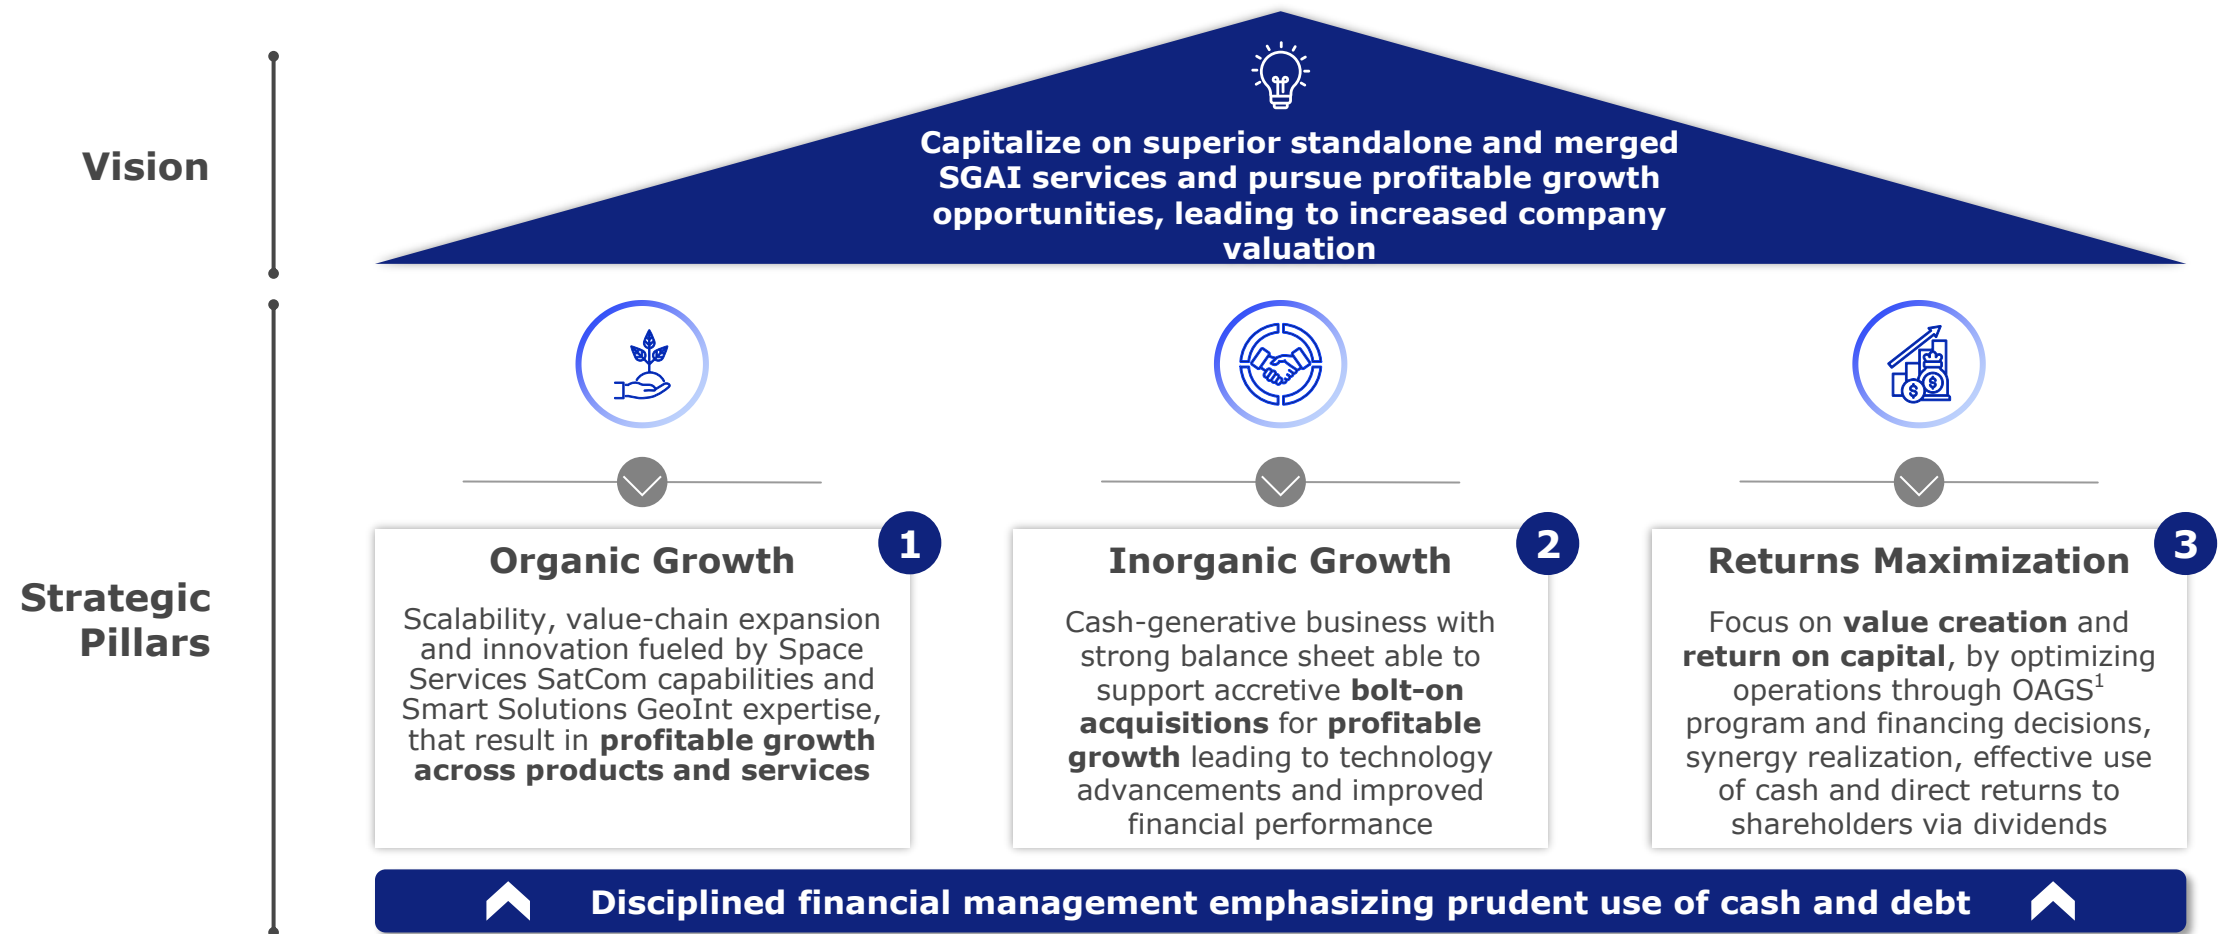 Vision
Capitalize on superior standalone and merged
SGAI services and pursue profitable growth
opportunities, leading to increased company
valuation
Strategic
Pillars
1
Organic Growth
Scalability, value-chain expansion
and innovation fueled by Space
Services SatCom capabilities and
Smart Solutions GeoInt expertise,
that result in profitable growth
across products and services
2
Inorganic Growth
Cash-generative business with
strong balance sheet able to
support accretive bolt-on
acquisitions for profitable
growth leading to technology
advancements and improved
financial performance
3
Returns Maximization
Focus on value creation and
return on capital, by optimizing
operations through OAGS¹
program and financing decisions,
synergy realization, effective use
of cash and direct returns to
shareholders via dividends
Disciplined financial management emphasizing prudent use of cash and debt